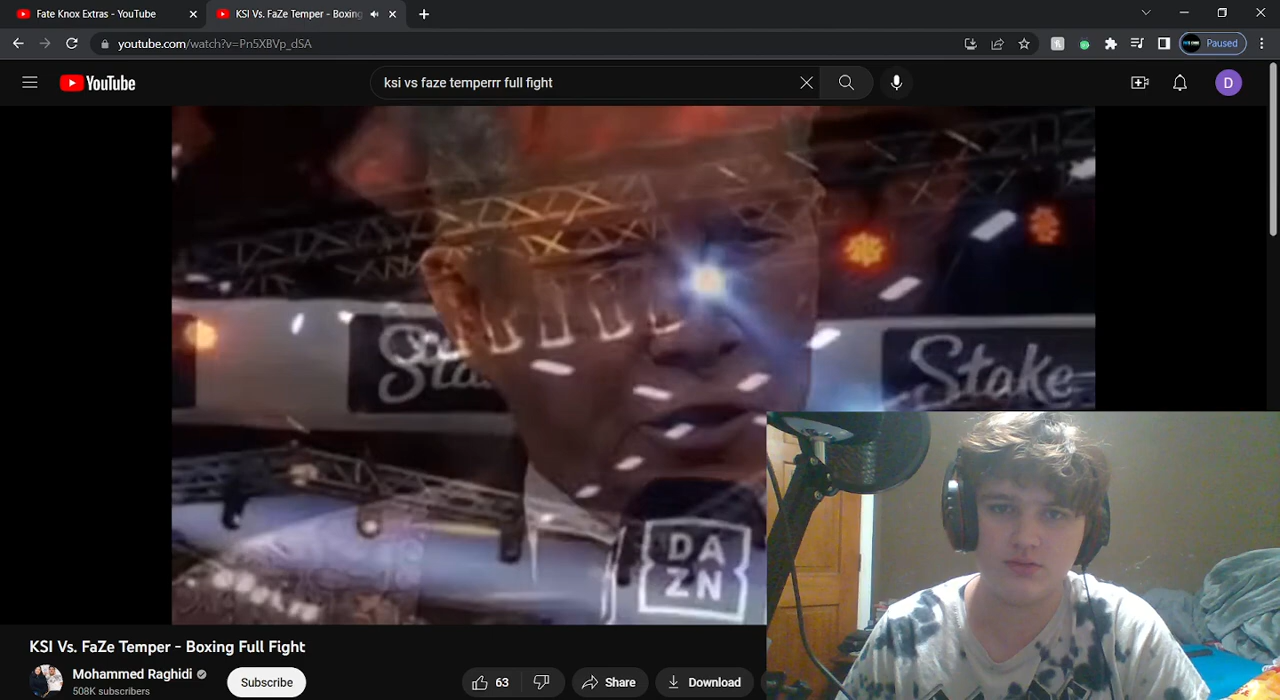 Fate Knox Extras - YouTube
KSI Vs. FaZe Temper - Boxing
youtube.com/watch?v=Pn5XBVp_dSA
Paused
YouTube
ksi vs faze temperrr full fight
D
Stake
DA
ZN
KSI Vs. FaZe Temper - Boxing Full Fight
Mohammed Raghidi
508K subscribers
Subscribe
63
Share
Download